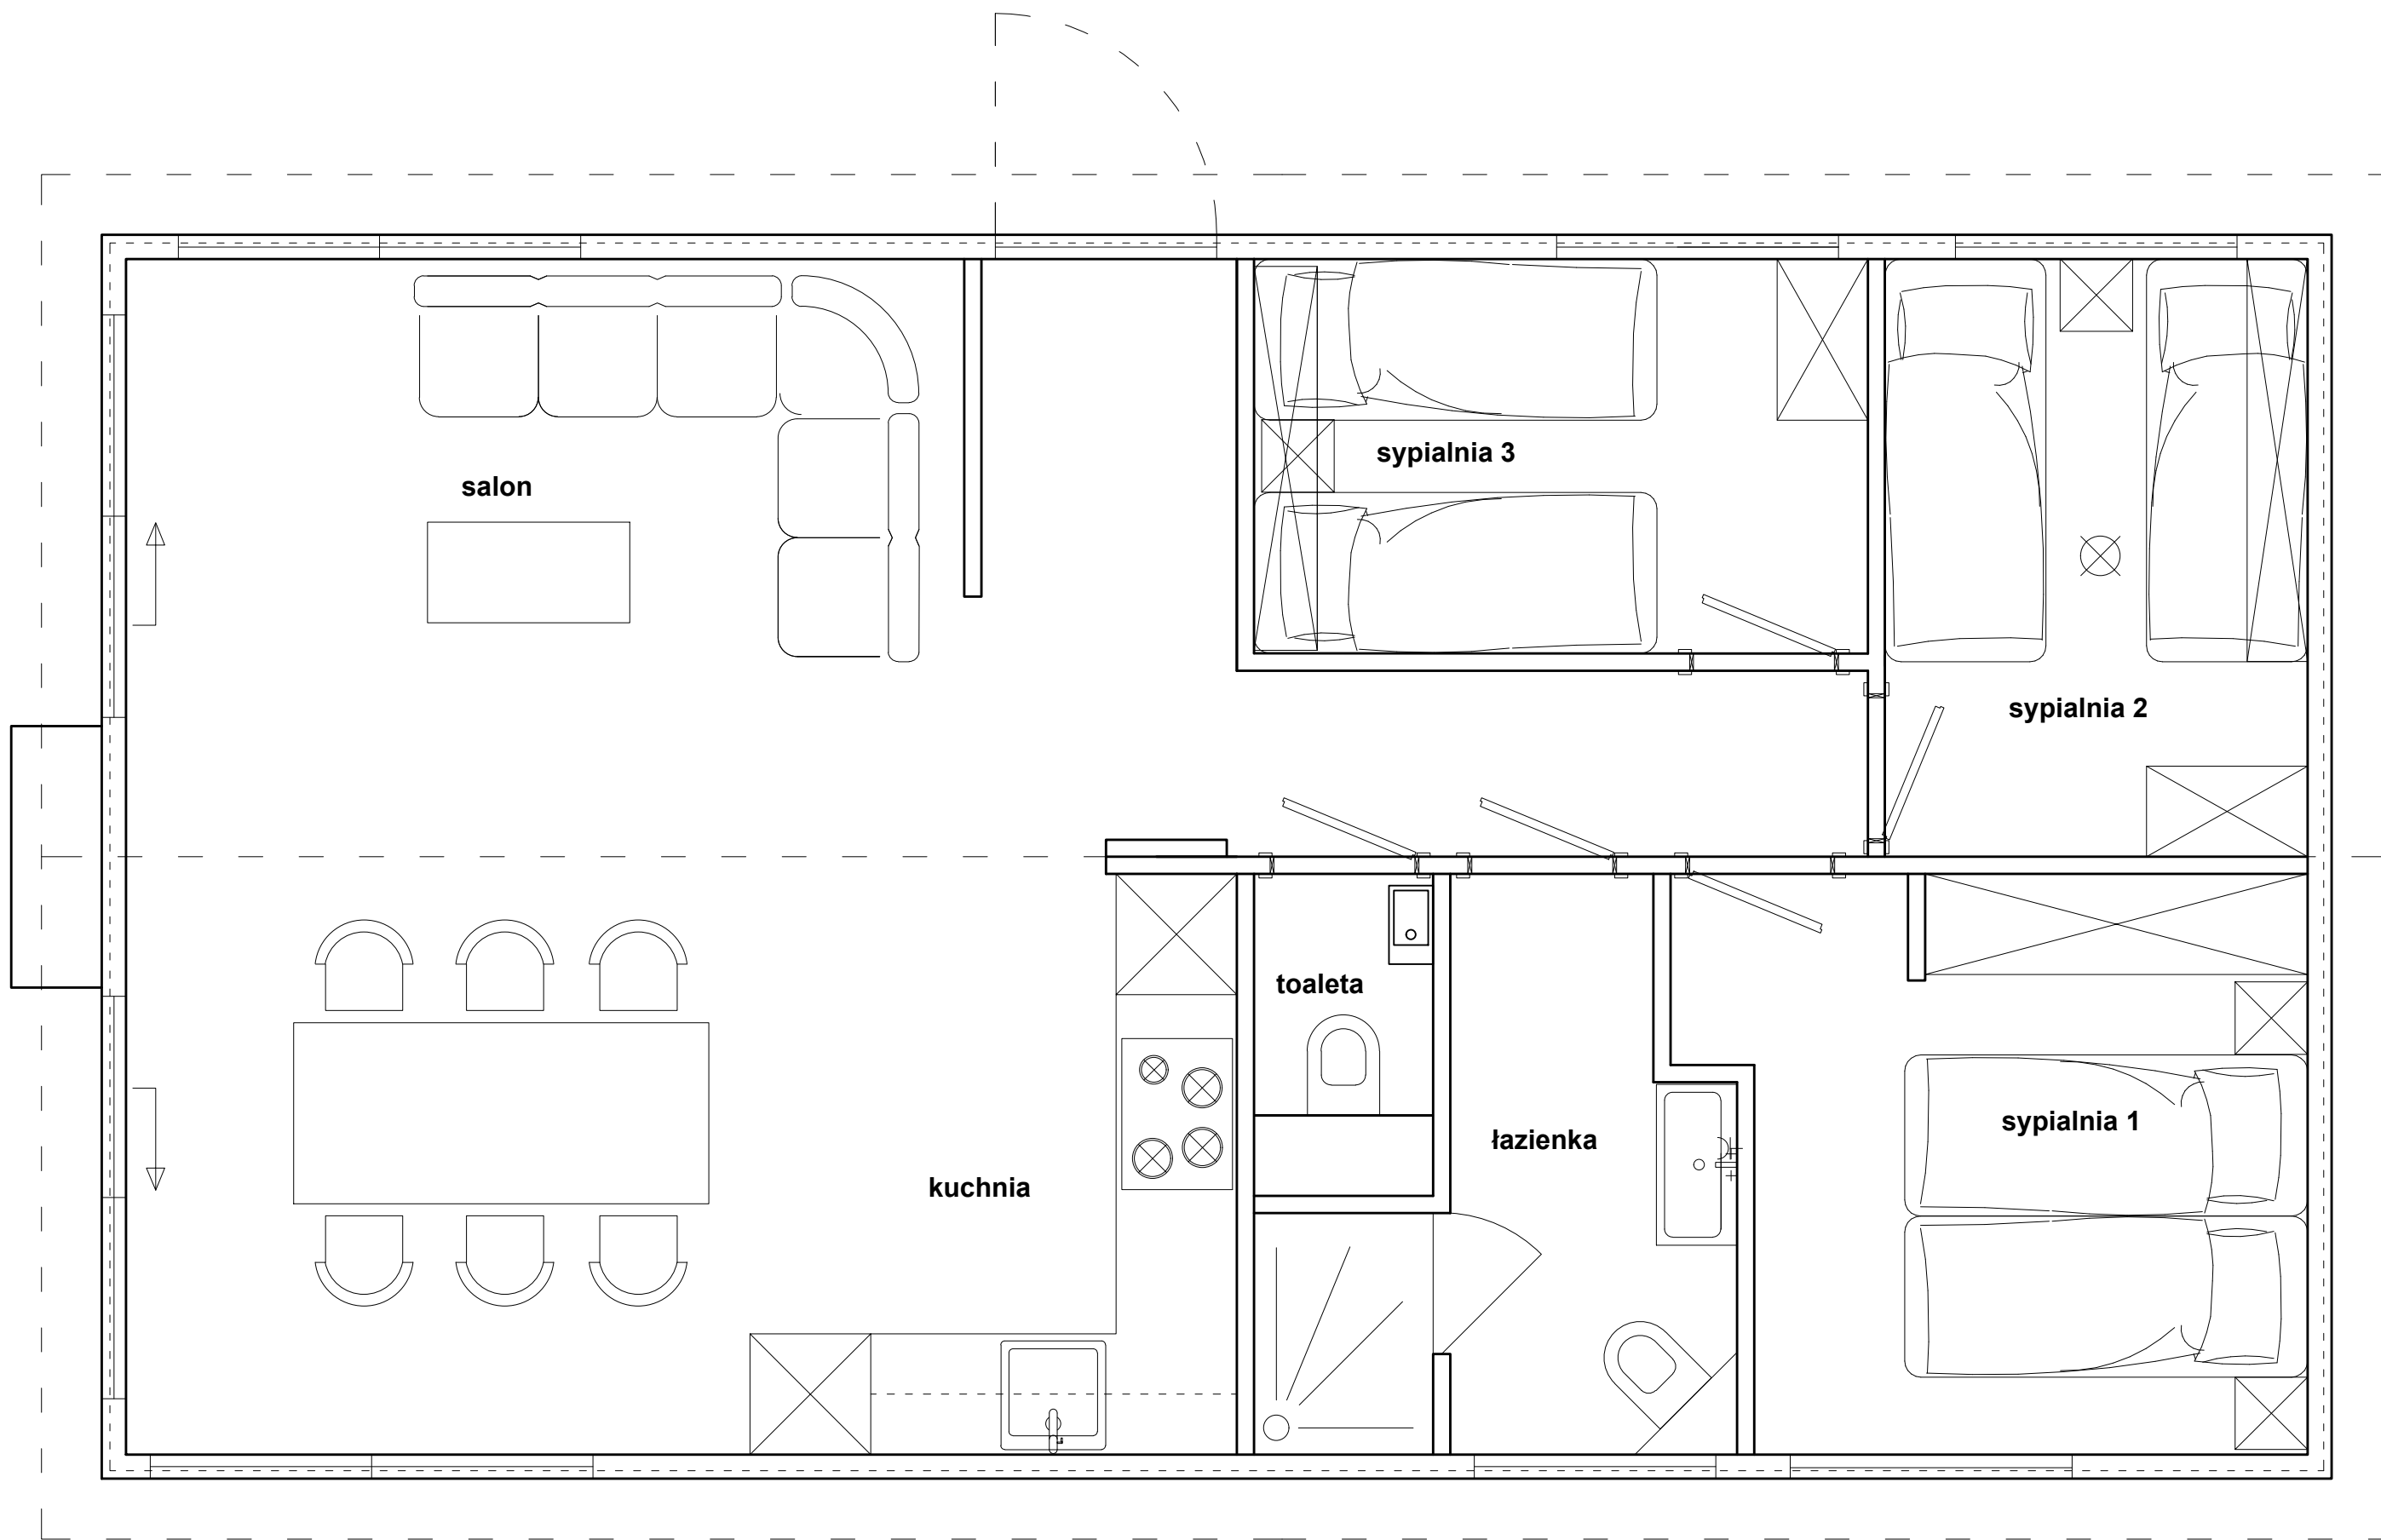 salon
sypialnia 3
sypialnia 2
toaleta
łazienka
sypialnia 1
kuchnia